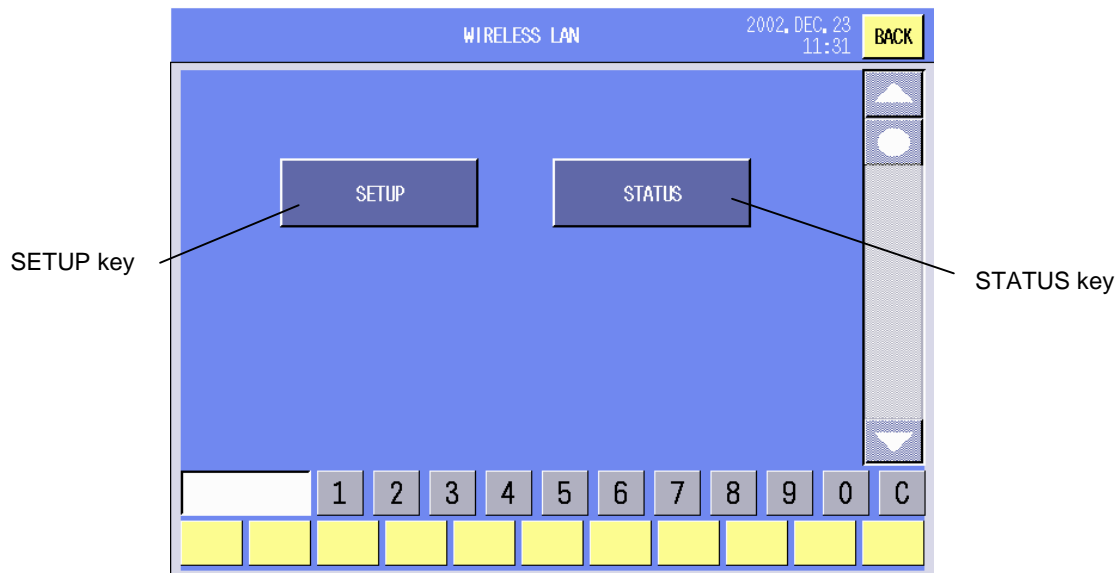 WIRELESS LAN
2002. DEC. 23
11:31
BACK
SETUP
STATUS
SETUP key
STATUS key
1 2 3 4 5 6 7 8 9 0 C